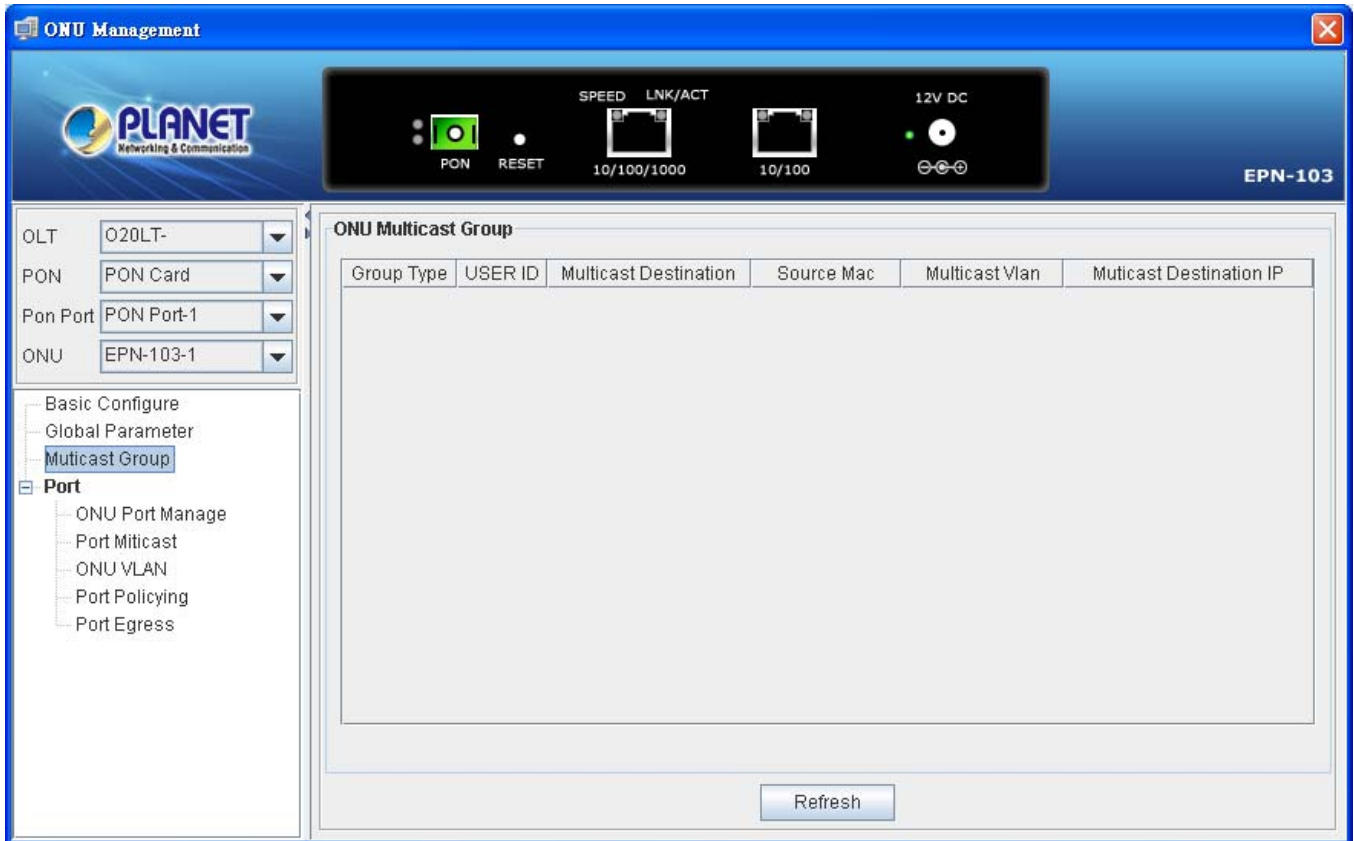 ONU Management
PLANET
Networking & Communication
SPEED LNK/ACT
12V DC
PON RESET 10/100/1000 10/100
EPN-103
OLT O20LT-
PON PON Card
Pon Port PON Port-1
ONU EPN-103-1
Basic Configure
Global Parameter
Muticast Group
Port
ONU Port Manage
Port Miticast
ONU VLAN
Port Policying
Port Egress
ONU Multicast Group
Group Type USER ID Multicast Destination Source Mac Multicast Vlan Muticast Destination IP
Refresh